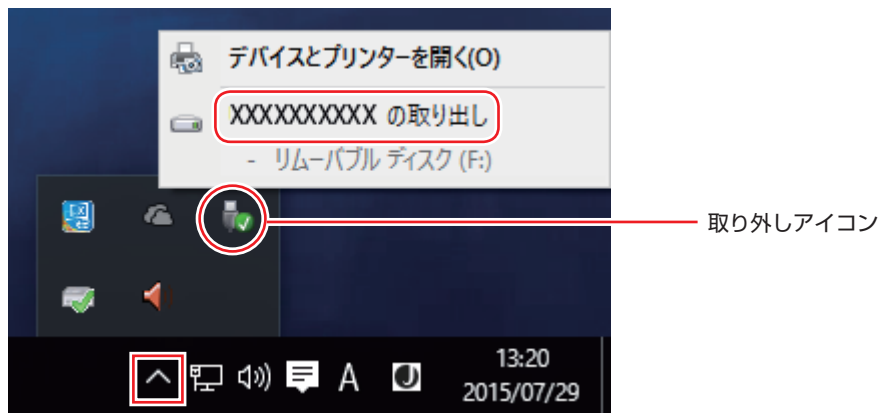 デバイスとプリンターを開く(O)
XXXXXXXXXX の取り出し
- リムーバブル ディスク (F:)
取り外しアイコン
A
13:20
2015/07/29